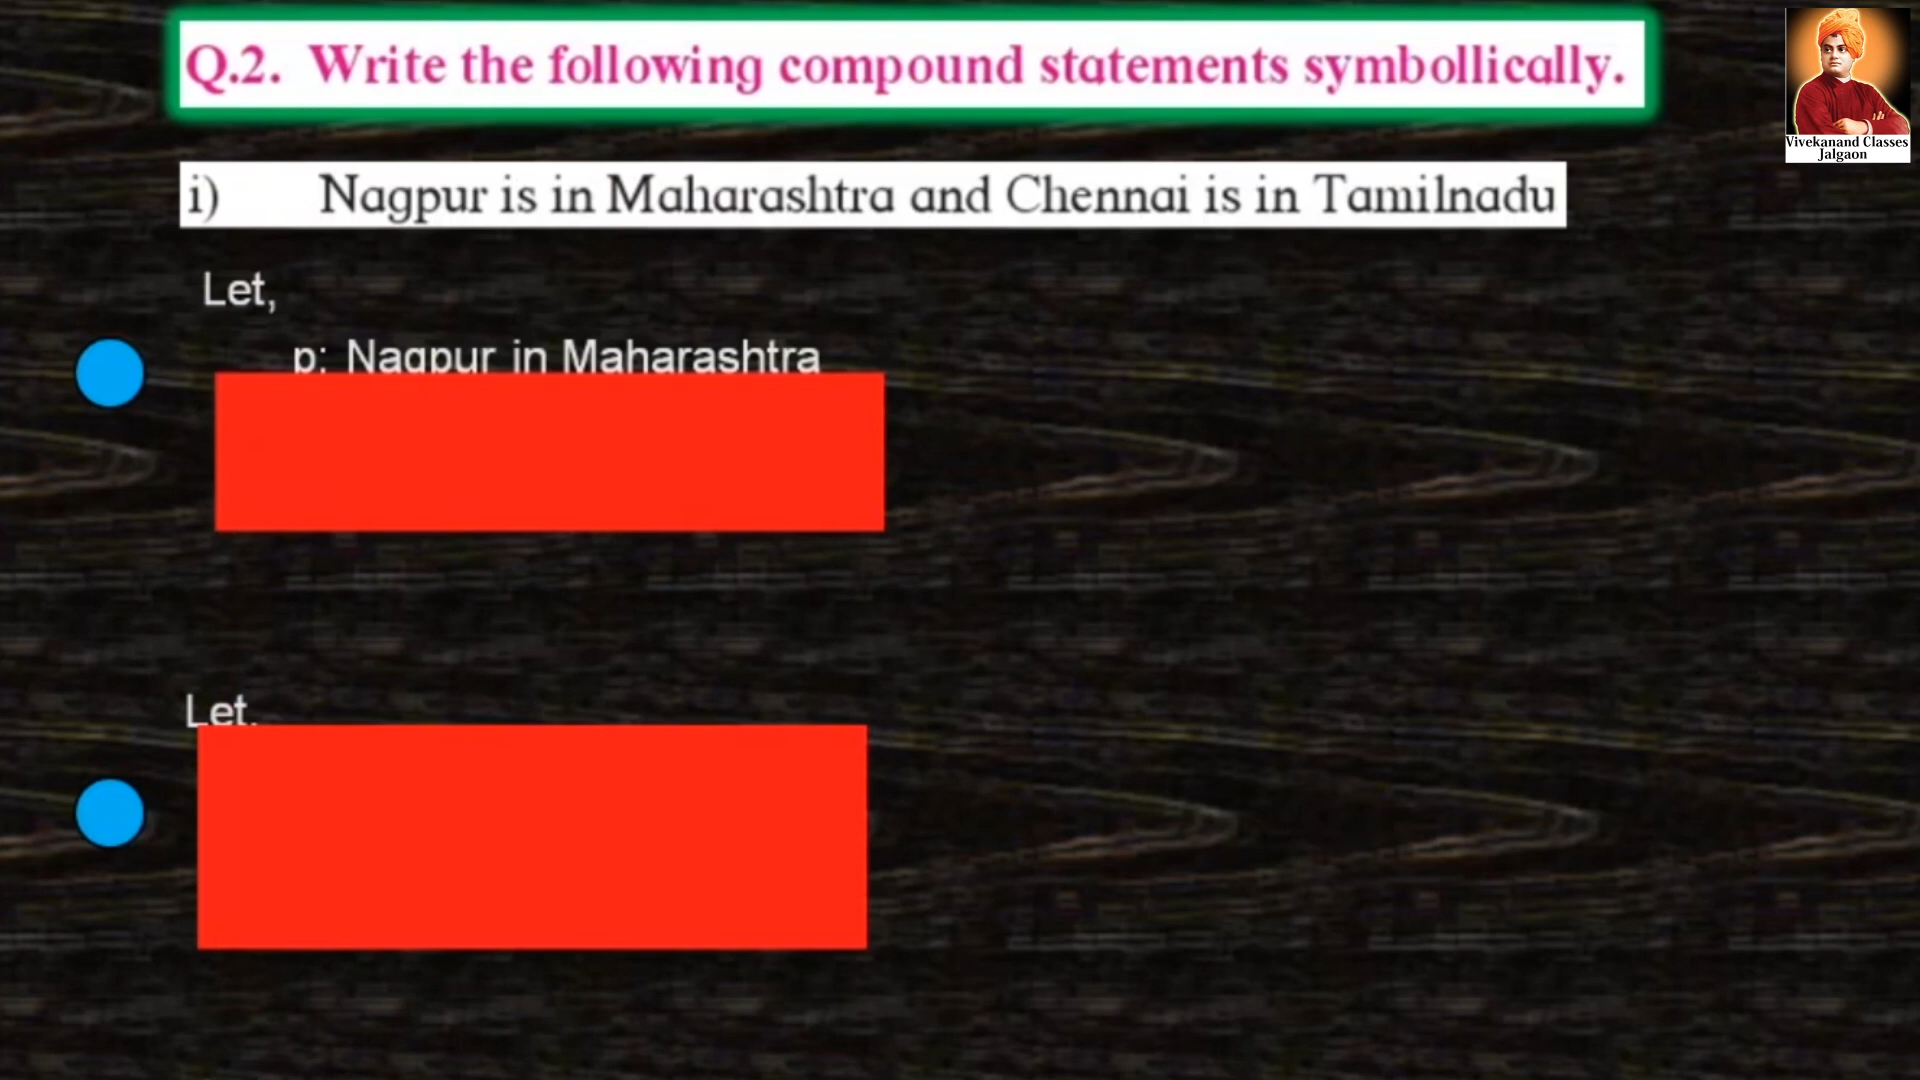 Q.2. Write the following compound statements symbollically.
Vivekanand Classes
Jalgaon
i) Nagpur is in Maharashtra and Chennai is in Tamilnadu
Let,
p: Nagpur in Maharashtra
Let,